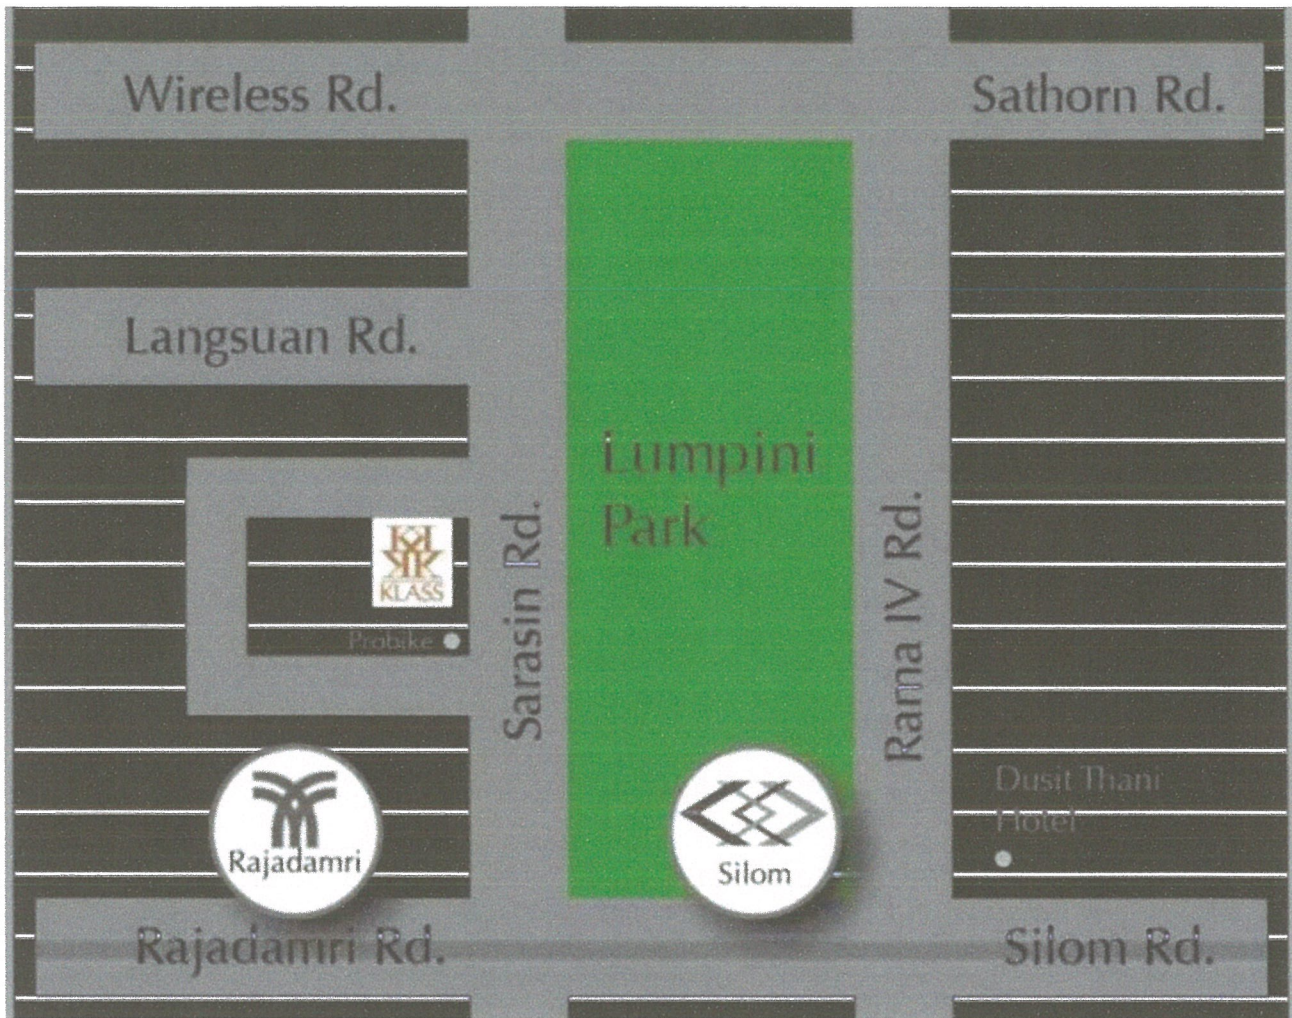 Wireless Rd.
Sathorn Rd.
Langsuan Rd.
Lumpini
Park
Sarasin Rd.
Rama IV Rd.
KLASS
Probike
Dusit Thani
Hotel
Rajadamri
Silom
Rajadamri Rd.
Silom Rd.